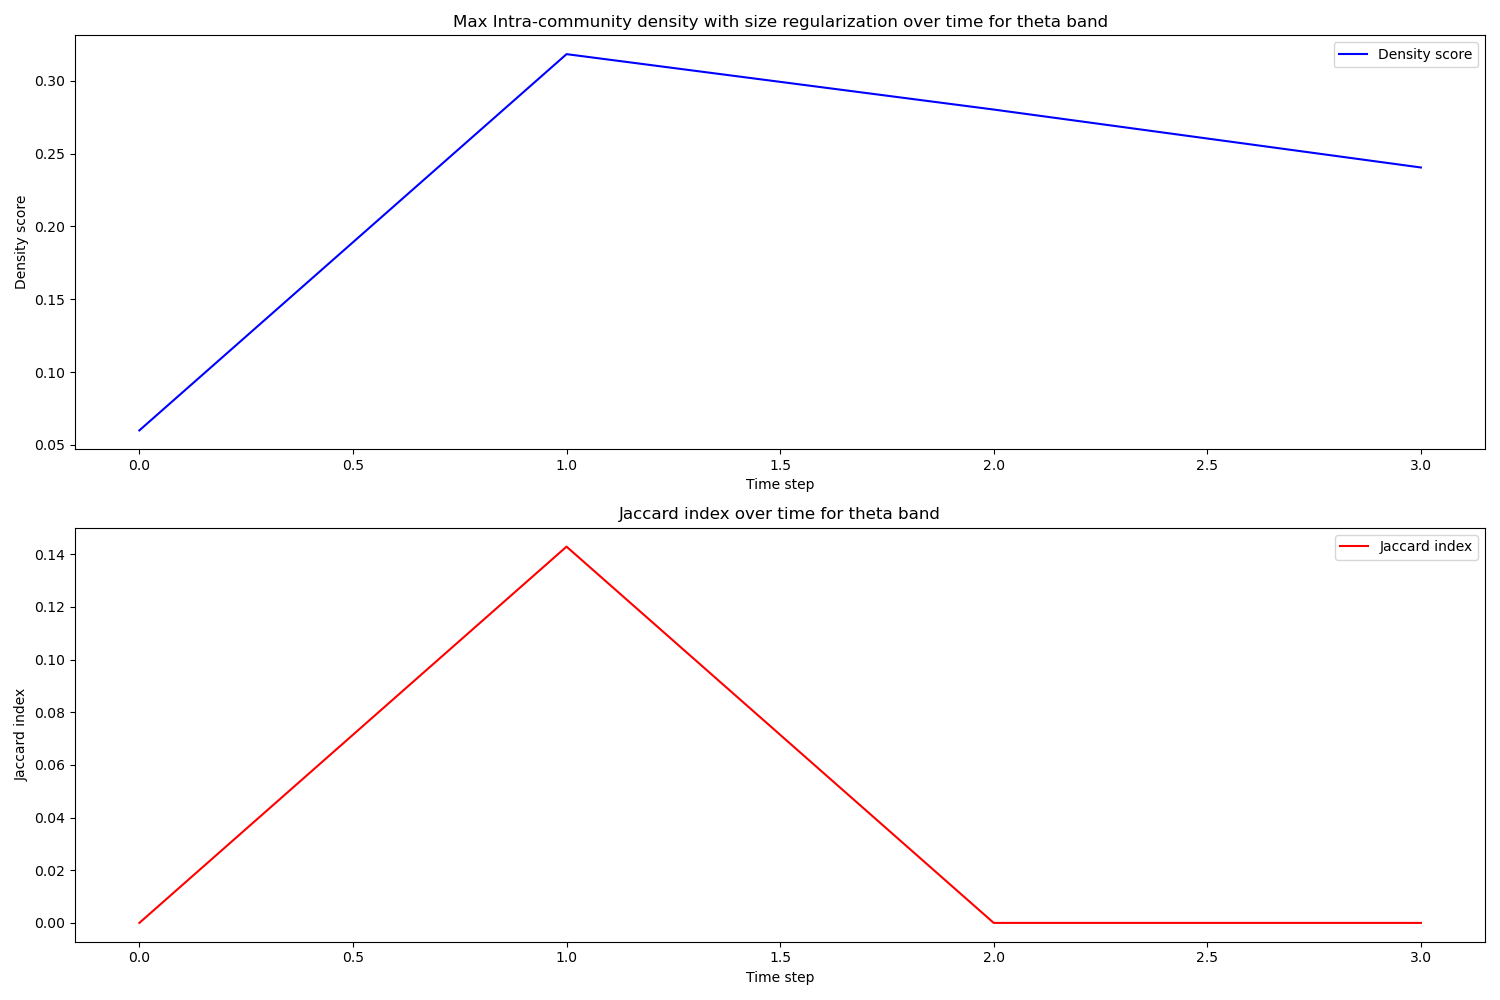 Max Intra-community density with size regularization over time for theta band
Density score
0.30
0.25
0.20
0.15
0.10
0.05
Density score
0.0 0.5 1.0 1.5 2.0 2.5 3.0
Time step
Jaccard index over time for theta band
Jaccard index
0.14
0.12
0.10
0.08
0.06
0.04
0.02
0.00
Jaccard index
0.0 0.5 1.0 1.5 2.0 2.5 3.0
Time step